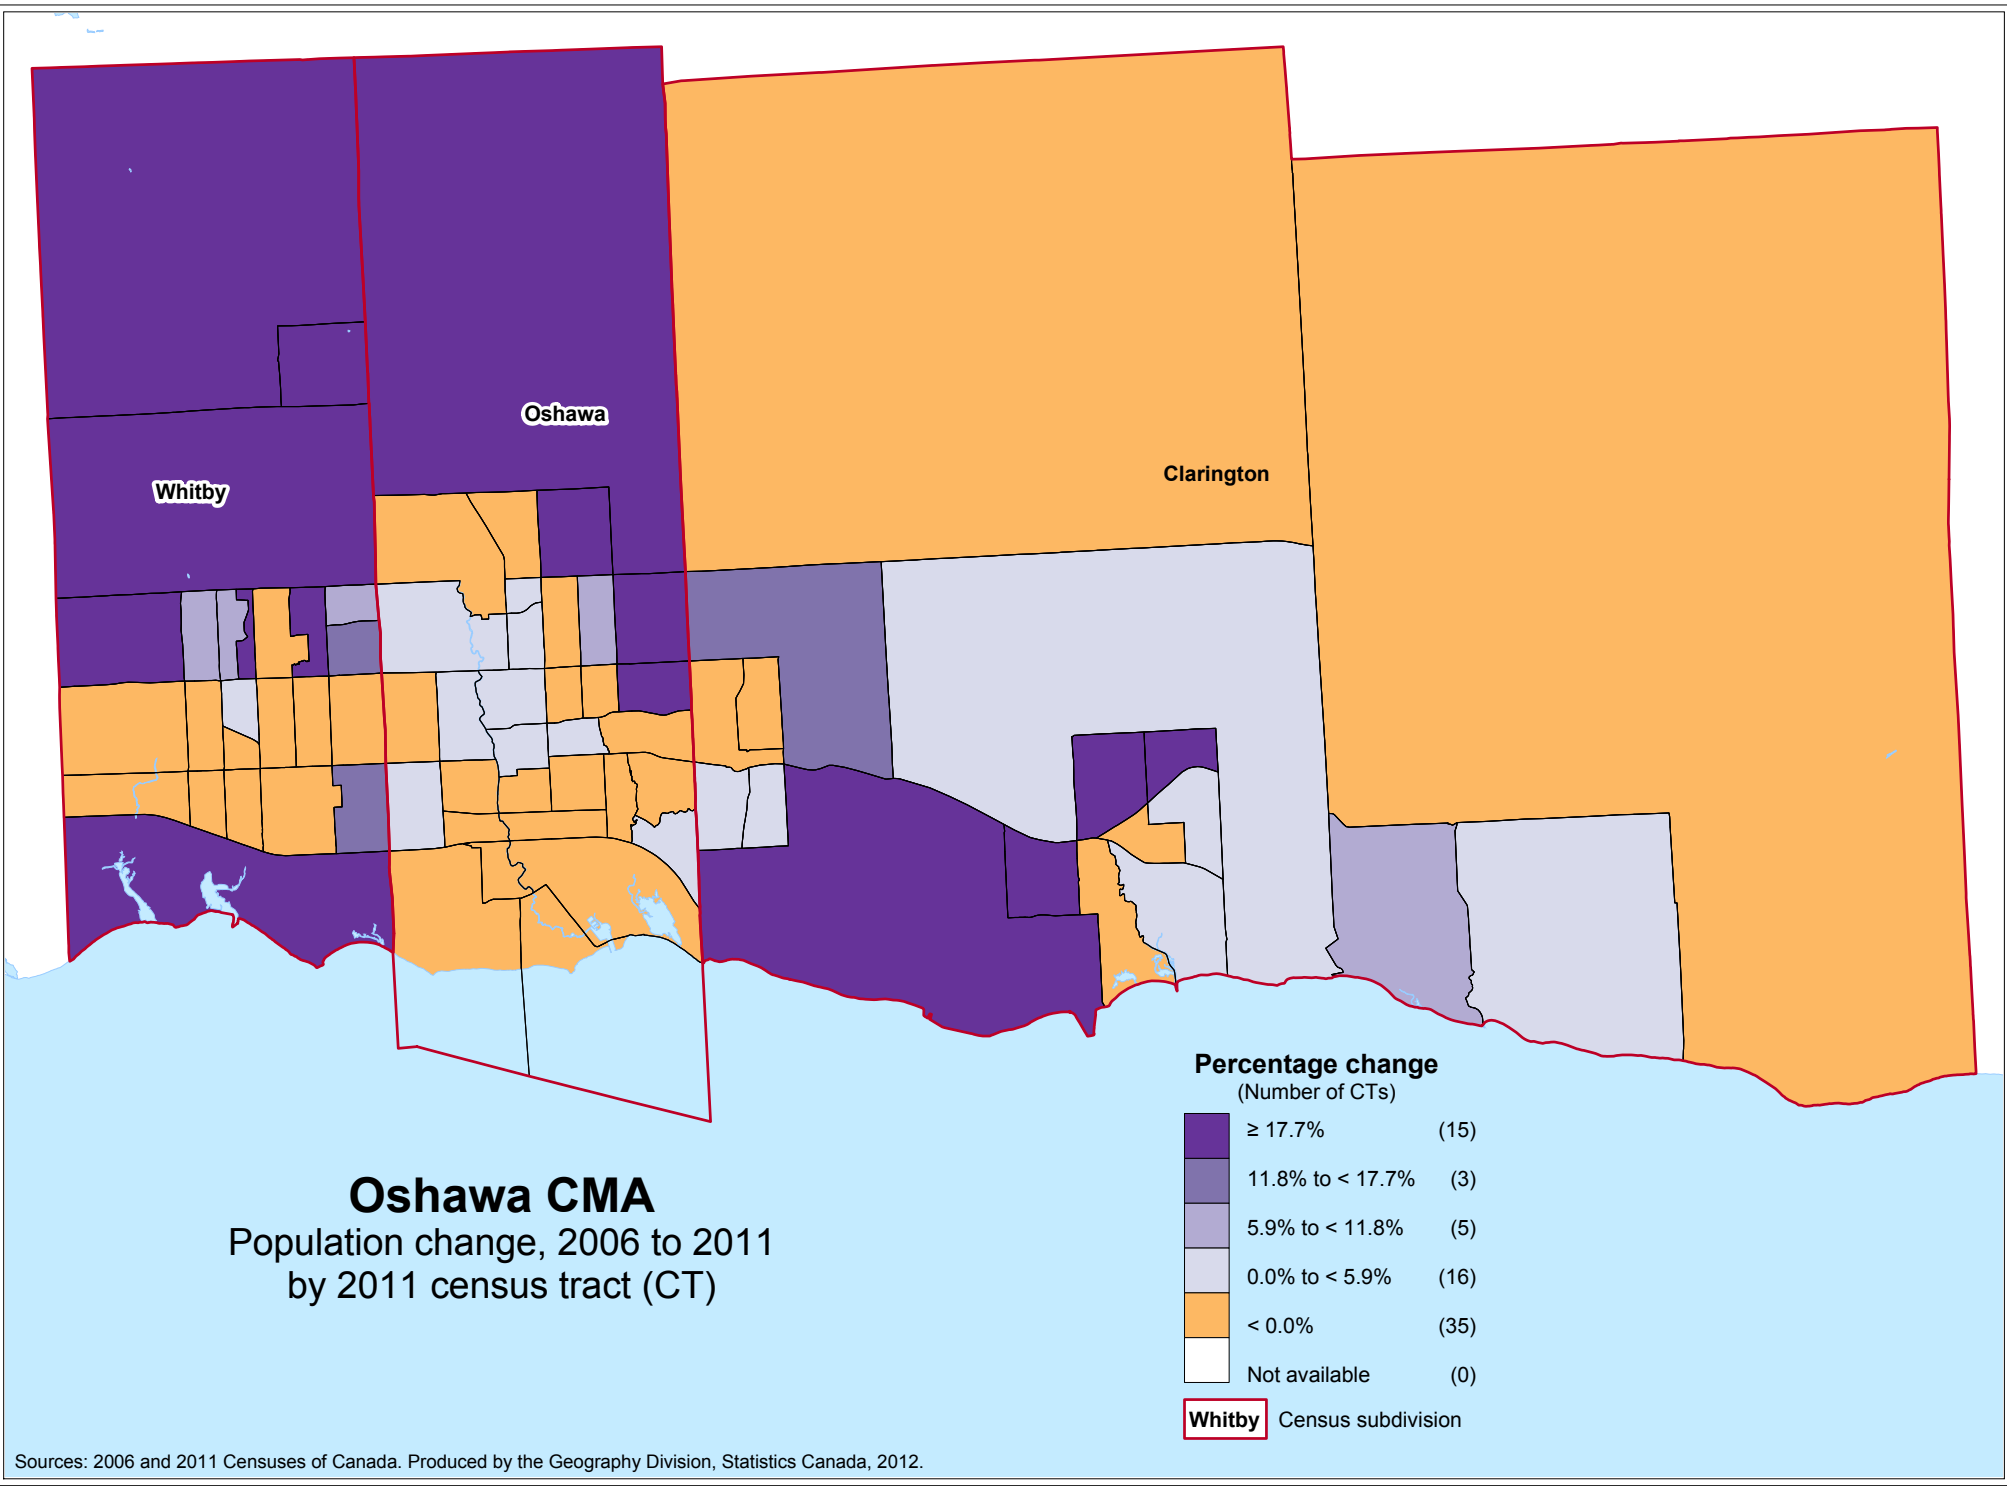 Oshawa
Clarington
Whitby
Percentage change
(Number of CTs)
≥ 17.7% (15)
11.8% to < 17.7% (3)
5.9% to < 11.8% (5)
0.0% to < 5.9% (16)
< 0.0% (35)
Not available (0)
Whitby Census subdivision
Oshawa CMA
Population change, 2006 to 2011
by 2011 census tract (CT)
Sources: 2006 and 2011 Censuses of Canada. Produced by the Geography Division, Statistics Canada, 2012.